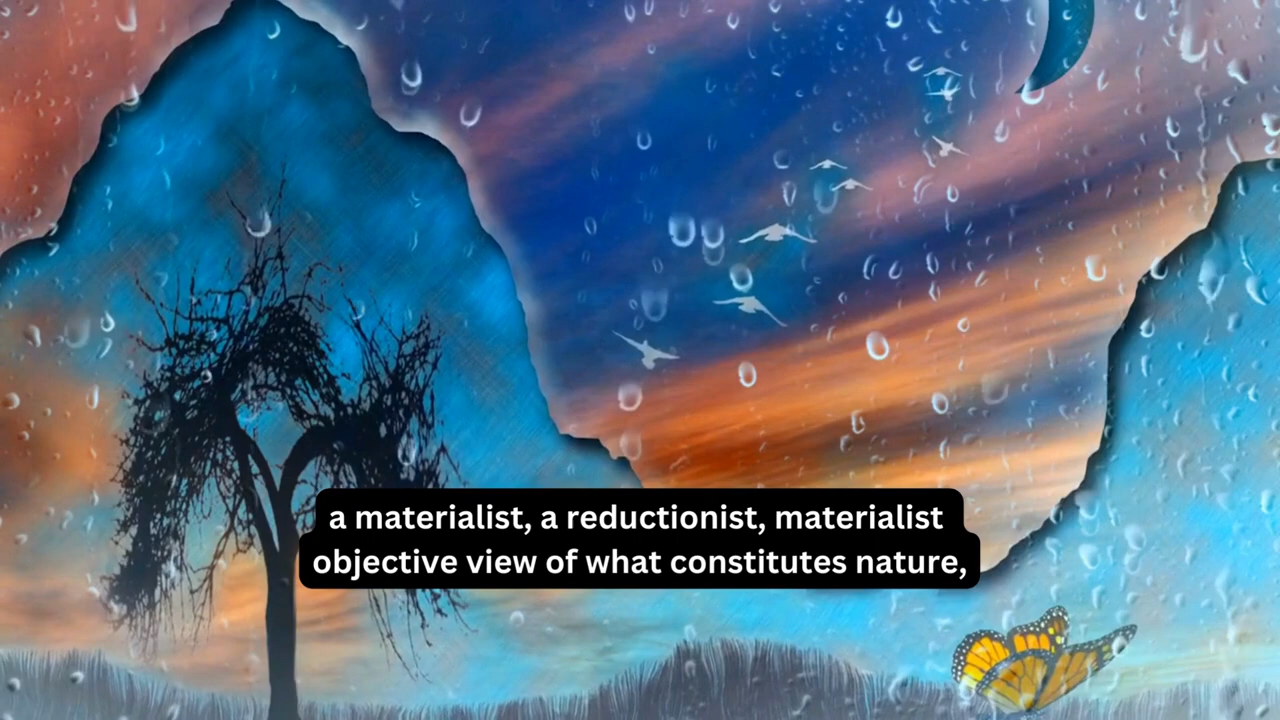 a materialist, a reductionist, materialist
objective view of what constitutes nature,